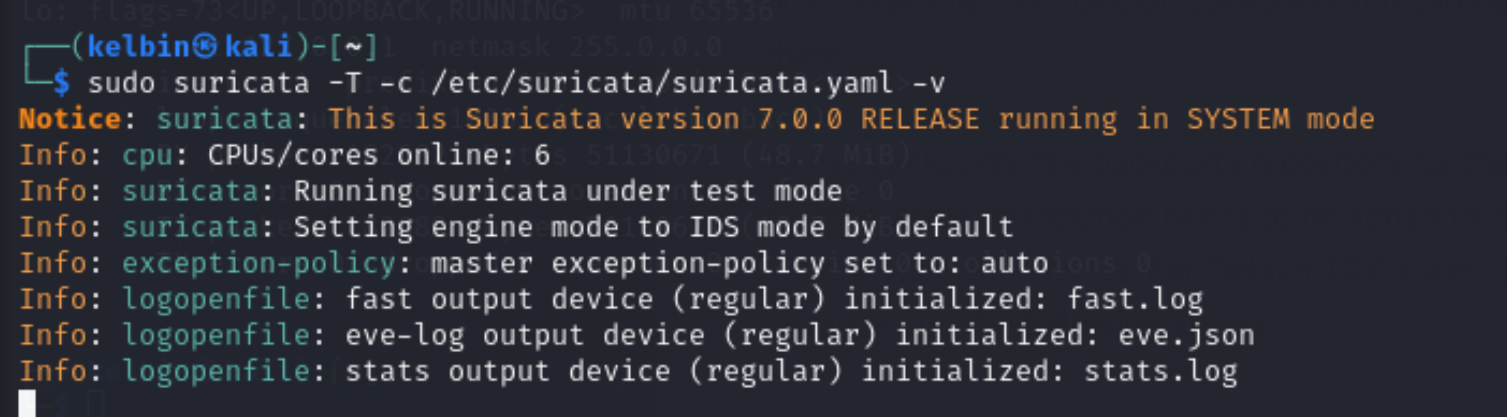 lo: flags=73<UP,LOOPBACK,RUNNING> mtu 65536
┌──(kelbin㉿kali)-[~]
└─$ sudo suricata -T -c /etc/suricata/suricata.yaml -v
Notice: suricata: This is Suricata version 7.0.0 RELEASE running in SYSTEM mode
Info: cpu: CPUs/cores online: 6
Info: suricata: Running suricata under test mode
Info: suricata: Setting engine mode to IDS mode by default
Info: exception-policy: master exception-policy set to: auto
Info: logopenfile: fast output device (regular) initialized: fast.log
Info: logopenfile: eve-log output device (regular) initialized: eve.json
Info: logopenfile: stats output device (regular) initialized: stats.log